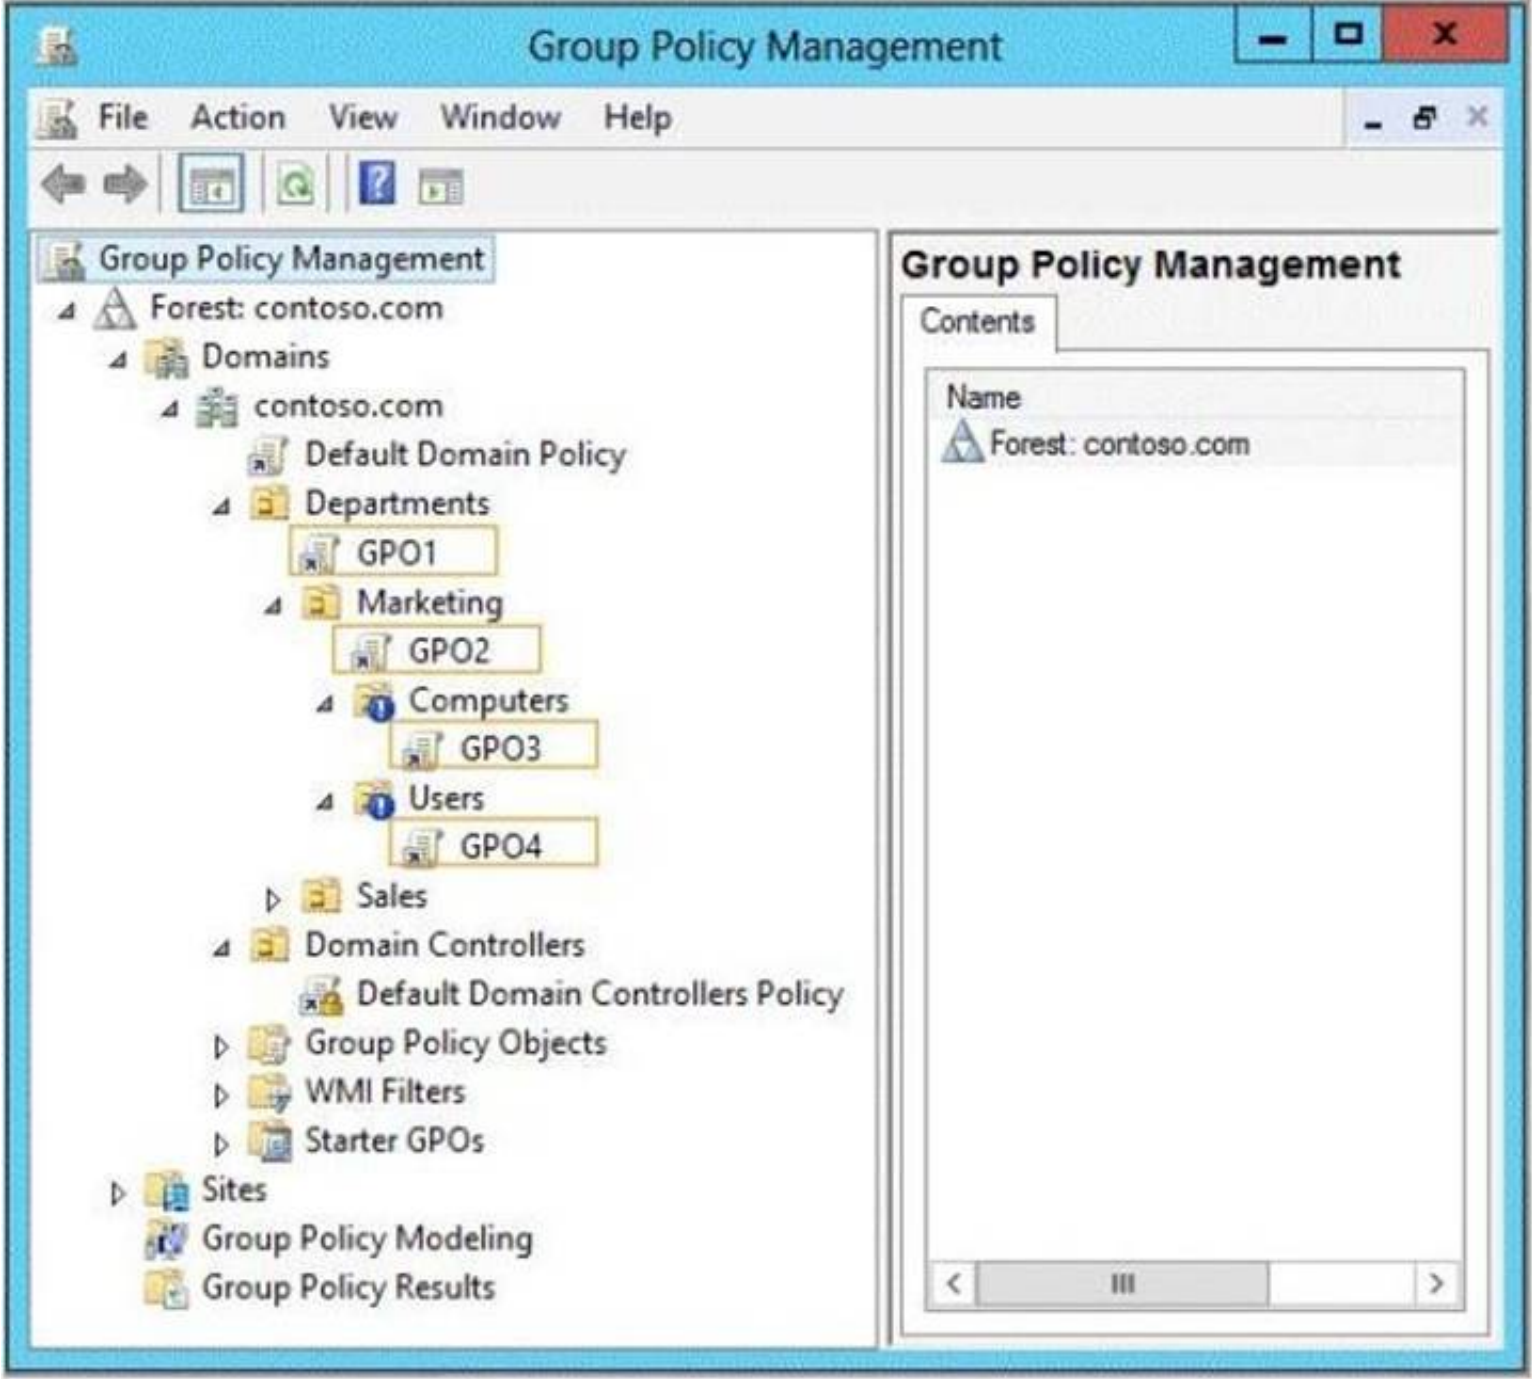 Group Policy Management
File Action View Window Help
Group Policy Management
Forest: contoso.com
Domains
contoso.com
Default Domain Policy
Departments
GPO1
Marketing
GPO2
Computers
GPO3
Users
GPO4
Sales
Domain Controllers
Default Domain Controllers Policy
Group Policy Objects
WMI Filters
Starter GPOs
Sites
Group Policy Modeling
Group Policy Results
Group Policy Management
Contents
Name
Forest: contoso.com